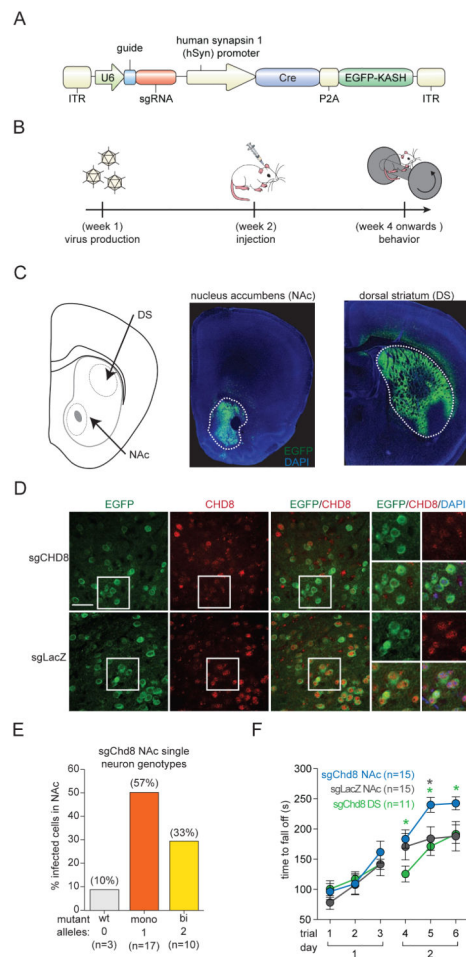 A
guide
human synapsin 1
(hSyn) promoter
U6
Cre
EGFP-KASH
ITR
sgRNA
P2A
ITR
B
(week 1)
virus production
(week 2)
injection
(week 4 onwards )
behavior
C
DS
NAc
nucleus accumbens (NAc)
EGFP
DAPI
dorsal striatum (DS)
D
EGFP
CHD8
EGFP/CHD8
EGFP/CHD8/DAPI
sgCHD8
sgLacZ
E
sgChd8 NAc single
neuron genotypes
% infected cells in NAc
60
40
20
0
(10%)
(57%)
(33%)
wt
mono
bi
mutant
alleles:
0
1
2
(n=3)
(n=17)
(n=10)
F
sgChd8 NAc (n=15)
sgLacZ NAc (n=15)
sgChd8 DS (n=11)
time to fall off (s)
300
250
200
150
100
50
*
*
*
*
trial
1
2
3
4
5
6
day
1
2